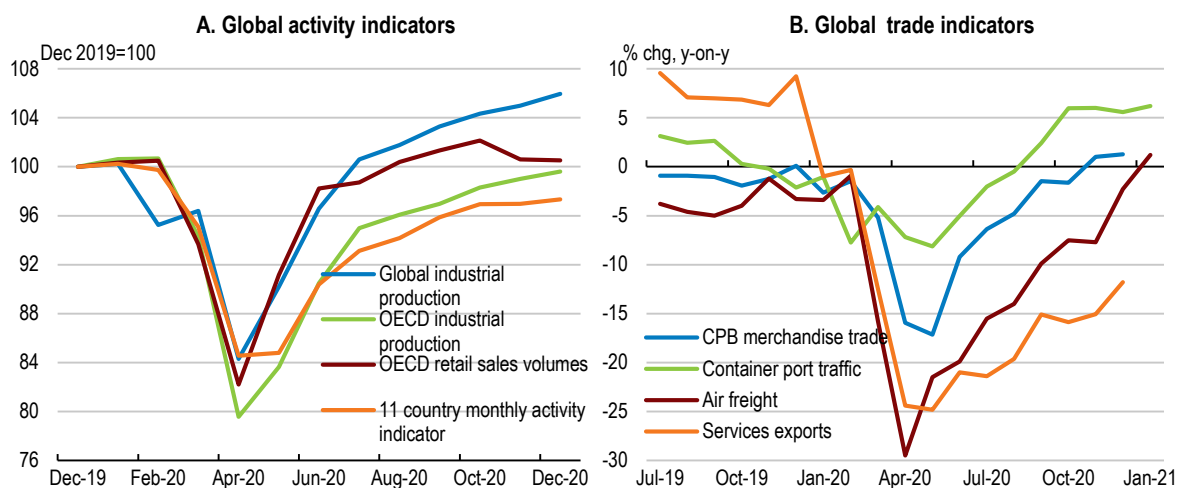 A. Global activity indicators
Dec 2019=100
108
104
100
96
92
88
84
80
76
Dec-19 Feb-20 Apr-20 Jun-20 Aug-20 Oct-20 Dec-20
Global industrial
production
OECD industrial
production
OECD retail sales volumes
11 country monthly activity
indicator
B. Global trade indicators
% chg, y-on-y
10
5
0
-5
-10
-15
-20
-25
-30
Jul-19 Oct-19 Jan-20 Apr-20 Jul-20 Oct-20 Jan-21
CPB merchandise trade
Container port traffic
Air freight
Services exports